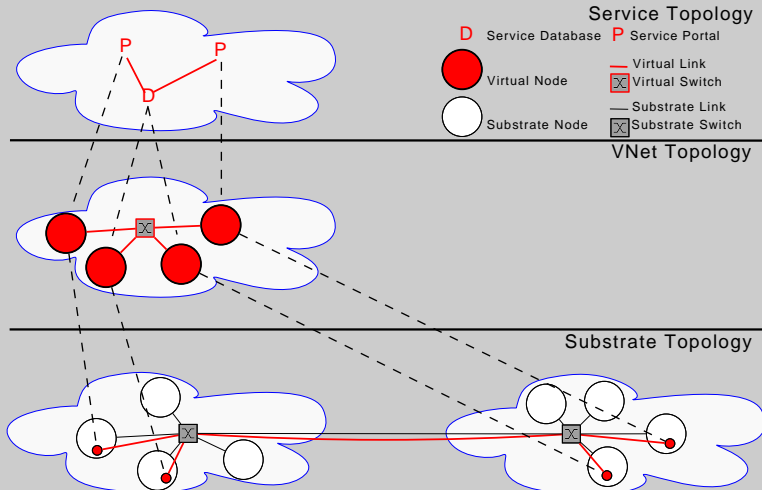 Service Topology
D Service Database P Service Portal
Virtual Link
Virtual Node
Virtual Switch
Substrate Link
Substrate Node
Substrate Switch
P
P
D
VNet Topology
Substrate Topology